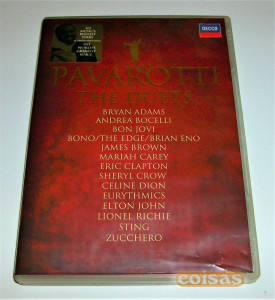 DECCA
PAVAROTTI
THE DUETS
BRYAN ADAMS
ANDREA BOCELLI
BON JOVI
BONO/THE EDGE/BRIAN ENO
JAMES BROWN
MARIAH CAREY
ERIC CLAPTON
SHERYL CROW
CELINE DION
EURYTHMICS
ELTON JOHN
LIONEL RICHIE
STING
ZUCCHERO
coisas